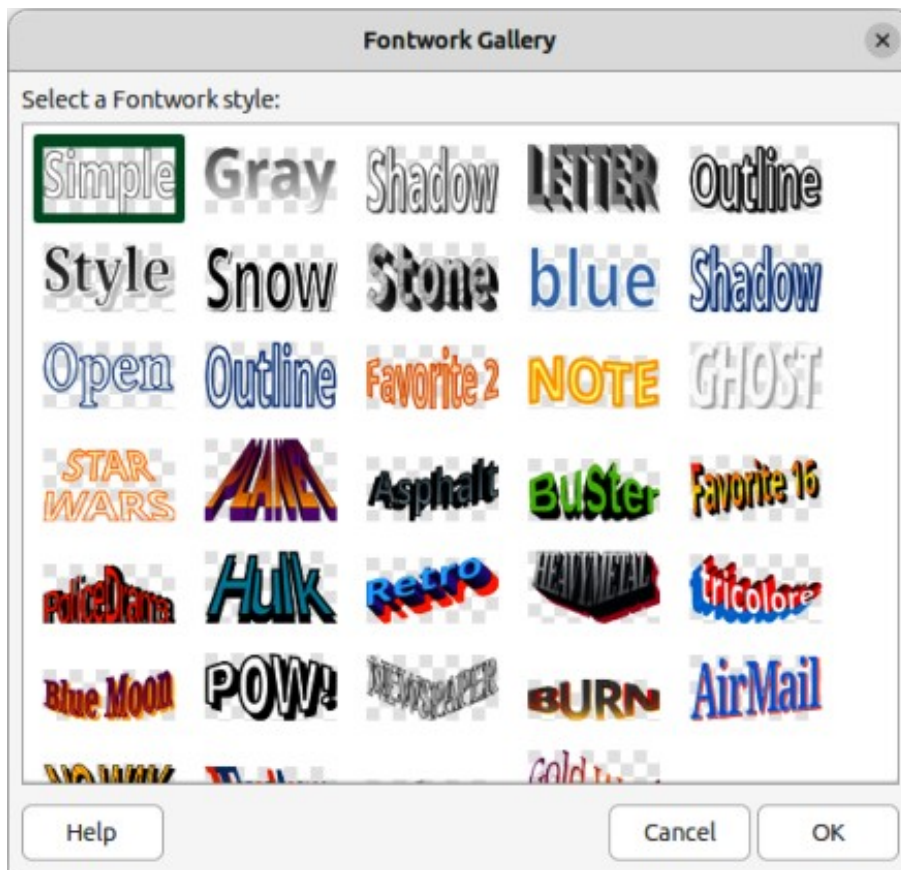 Fontwork Gallery
Select a Fontwork style:
Simple Gray Shadow LETTER Outline
Style Snow Stone blue Shadow
Open Outline Favorite 2 NOTE GHOST
STAR WARS PLANET Asphalt BuSter Favorite 16
PoliceDrama Hulk Retro HEAVYMETAL tricolore
Blue Moon POW! NEWSPAPER BURN AirMail
Help Cancel OK